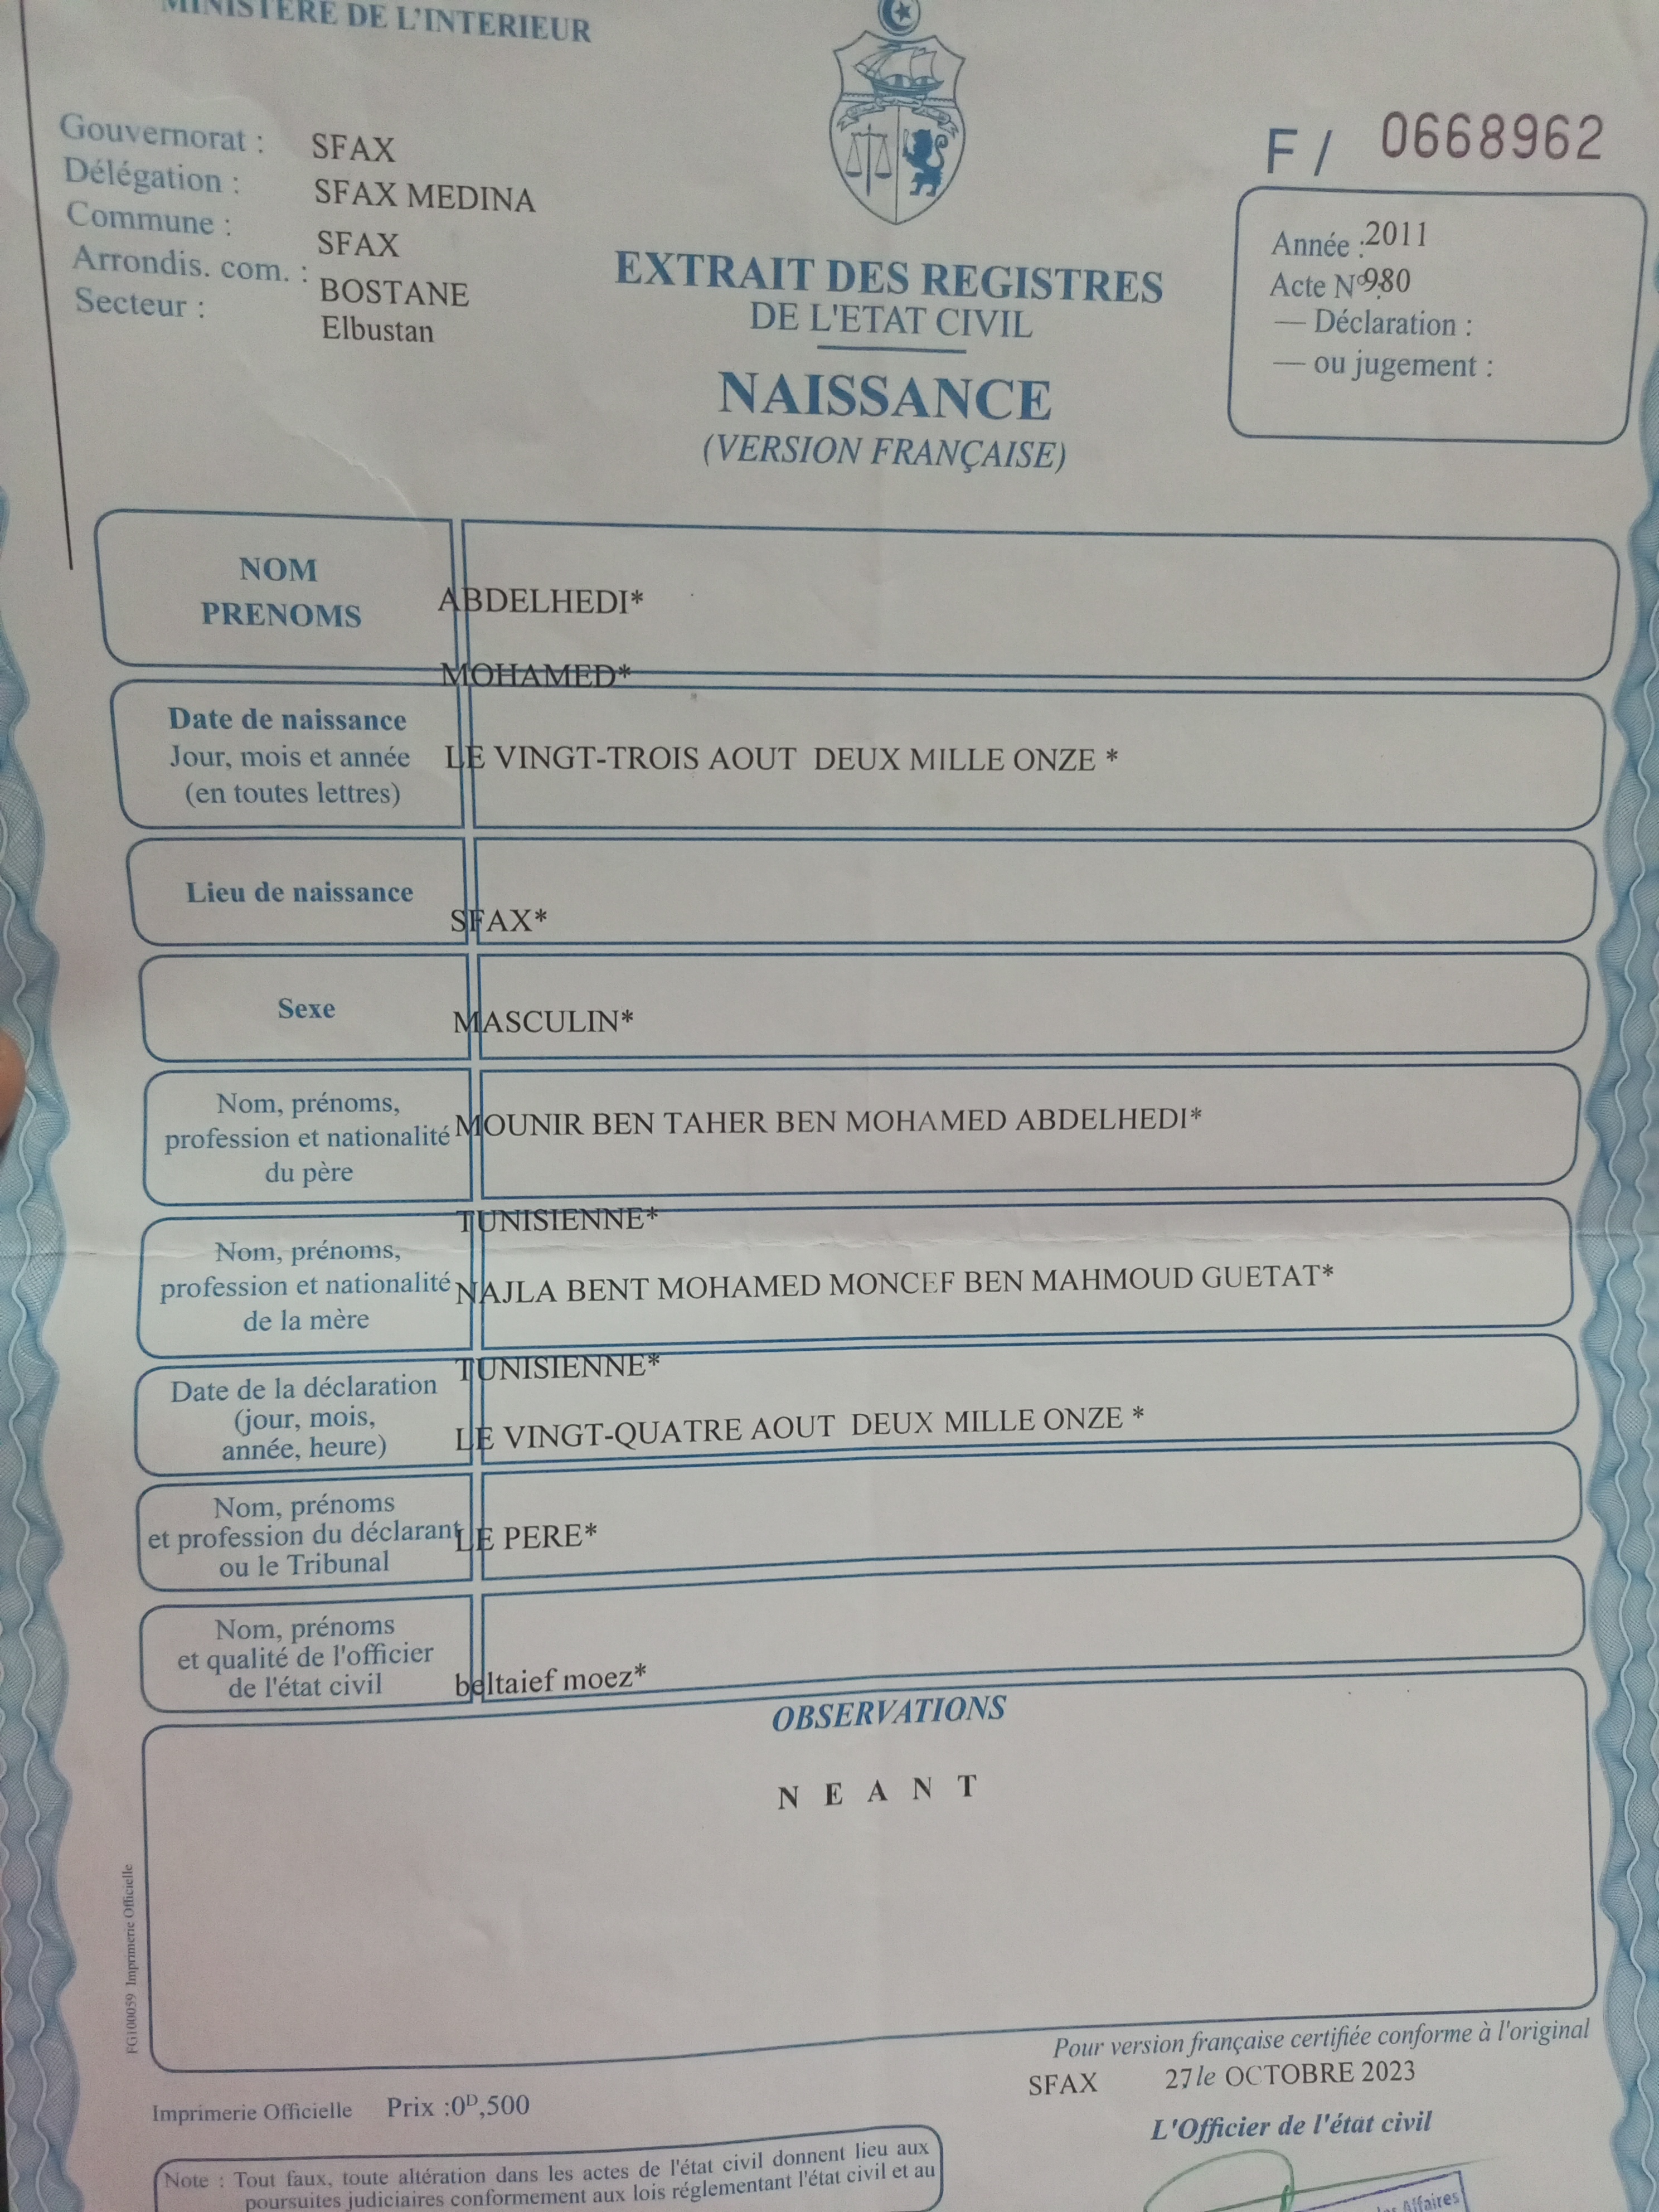 MINISTERE DE L'INTERIEUR
Gouvernorat : SFAX
Délégation : SFAX MEDINA
Commune : SFAX
Arrondis. com. : BOSTANE
Secteur : Elbustan
F / 0668962
Année : 2011
Acte N° 980
— Déclaration :
— ou jugement :
EXTRAIT DES REGISTRES
DE L'ETAT CIVIL
NAISSANCE
(VERSION FRANÇAISE)
NOM
PRENOMS
ABDELHEDI*
MOHAMED*
Date de naissance
Jour, mois et année
(en toutes lettres)
LE VINGT-TROIS AOUT DEUX MILLE ONZE *
Lieu de naissance
SFAX*
Sexe
MASCULIN*
Nom, prénoms,
profession et nationalité
du père
MOUNIR BEN TAHER BEN MOHAMED ABDELHEDI*
TUNISIENNE*
Nom, prénoms,
profession et nationalité
de la mère
NAJLA BENT MOHAMED MONCEF BEN MAHMOUD GUETAT*
TUNISIENNE*
Date de la déclaration
(jour, mois,
année, heure)
LE VINGT-QUATRE AOUT DEUX MILLE ONZE *
Nom, prénoms
et profession du déclarant
ou le Tribunal
LE PERE*
Nom, prénoms
et qualité de l'officier
de l'état civil
beltaief moez*
OBSERVATIONS
N E A N T
FG100059 Imprimerie Officielle
Pour version française certifiée conforme à l'original
SFAX 27 le OCTOBRE 2023
L'Officier de l'état civil
Imprimerie Officielle Prix :0ᴰ,500
Note : Tout faux, toute altération dans les actes de l'état civil donnent lieu aux
poursuites judiciaires conformement aux lois réglementant l'état civil et au
Affaires